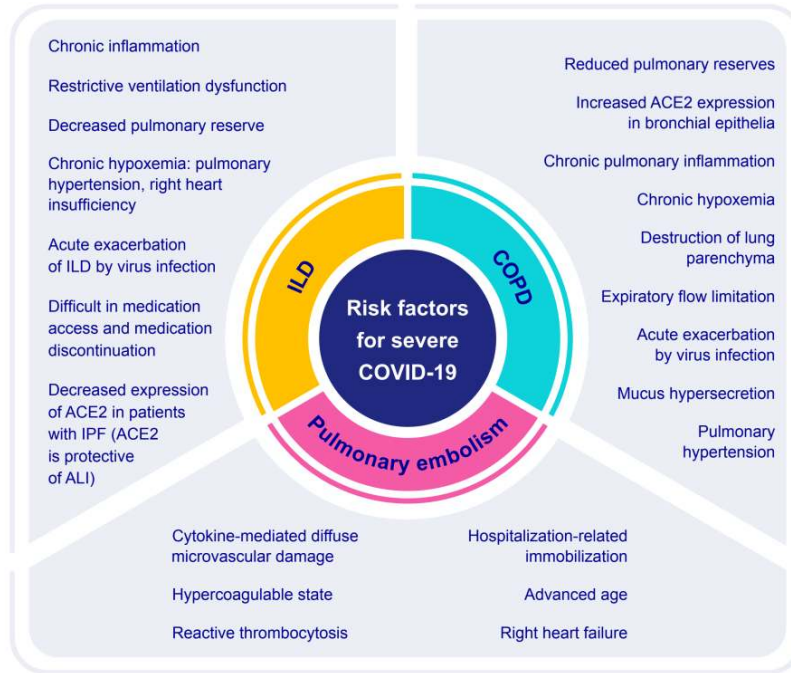 Chronic inflammation
Restrictive ventilation dysfunction
Decreased pulmonary reserve
Chronic hypoxemia: pulmonary
hypertension, right heart
insufficiency
Acute exacerbation
of ILD by virus infection
Difficult in medication
access and medication
discontinuation
Decreased expression
of ACE2 in patients
with IPF (ACE2
is protective
of ALI)
Reduced pulmonary reserves
Increased ACE2 expression
in bronchial epithelia
Chronic pulmonary inflammation
Chronic hypoxemia
Destruction of lung
parenchyma
Expiratory flow limitation
Acute exacerbation
by virus infection
Mucus hypersecretion
Pulmonary
hypertension
ILD
COPD
Risk factors
for severe
COVID-19
Pulmonary embolism
Cytokine-mediated diffuse
microvascular damage
Hypercoagulable state
Reactive thrombocytosis
Hospitalization-related
immobilization
Advanced age
Right heart failure